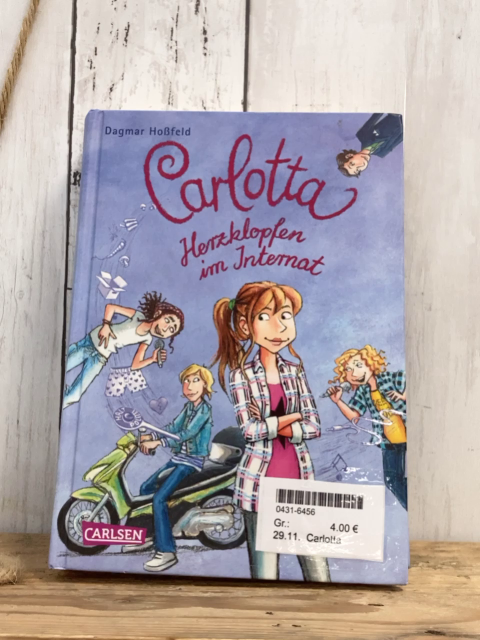 Dagmar Hoßfeld
Carlotta
Herzklopfen
im Internat
CARLSEN
0431-6456
Gr.: 4.00 €
29.11. Carlotta